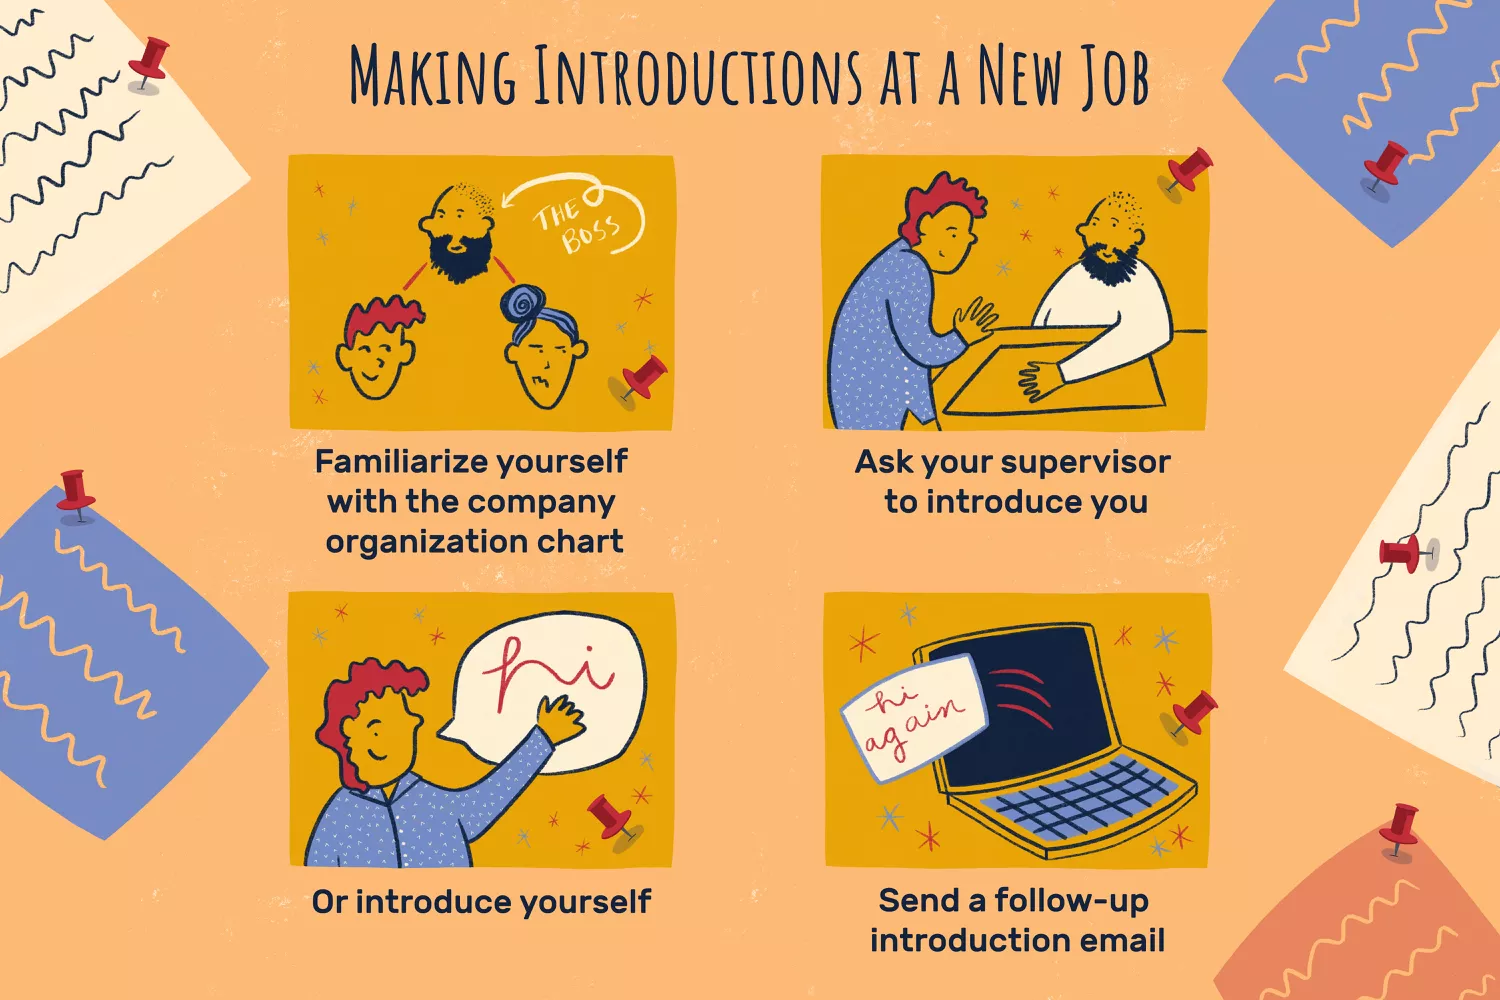 Making Introductions at a New Job
THE
BOSS
Familiarize yourself
with the company
organization chart
Ask your supervisor
to introduce you
hi
Or introduce yourself
hi
again
Send a follow-up
introduction email